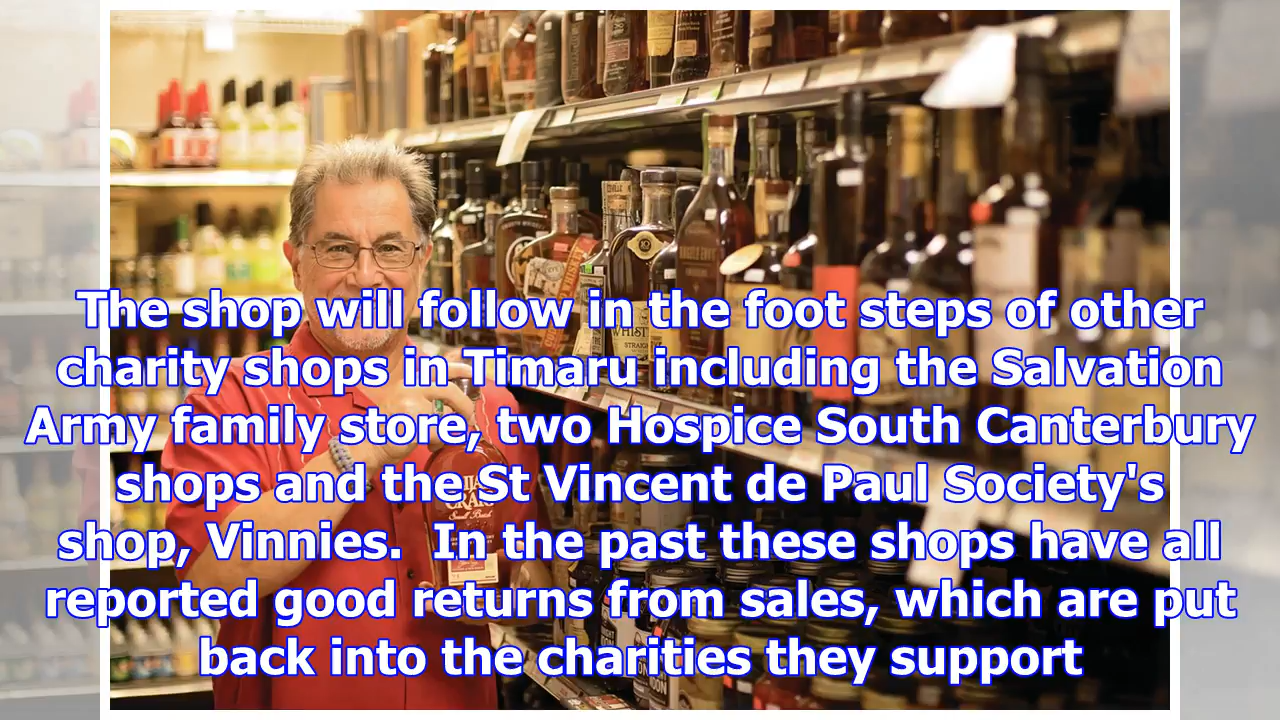 The shop will follow in the foot steps of other
charity shops in Timaru including the Salvation
Army family store, two Hospice South Canterbury
shops and the St Vincent de Paul Society's
shop, Vinnies.  In the past these shops have all
reported good returns from sales, which are put
back into the charities they support